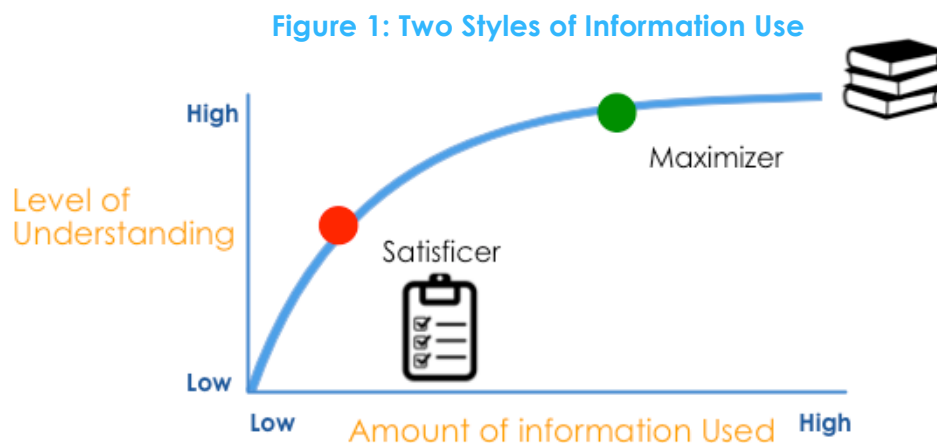 Figure 1: Two Styles of Information Use
High
Maximizer
Level of
Understanding
Satisficer
Low
Low
Amount of information Used
High